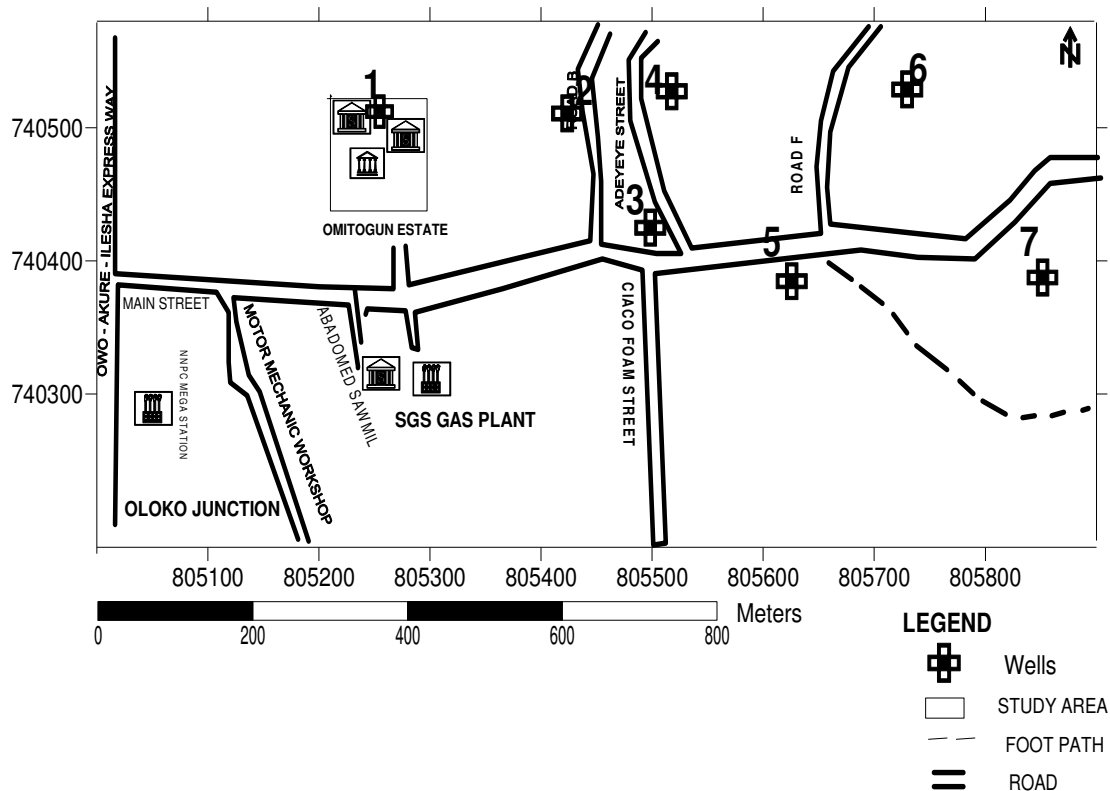 N
1
2
4
6
ROAD B
740500
OWO - AKURE - ILESHA EXPRESS WAY
ADEYEYE STREET
ROAD F
3
OMITOGUN ESTATE
5
7
740400
MAIN STREET
MOTOR MECHANIC WORKSHOP
ABADOMED SAWMIL
CIACO FOAM STREET
NNPC MEGA STATION
740300
SGS GAS PLANT
OLOKO JUNCTION
805100 805200 805300 805400 805500 805600 805700 805800
Meters
0 200 400 600 800
LEGEND
Wells
STUDY AREA
FOOT PATH
ROAD